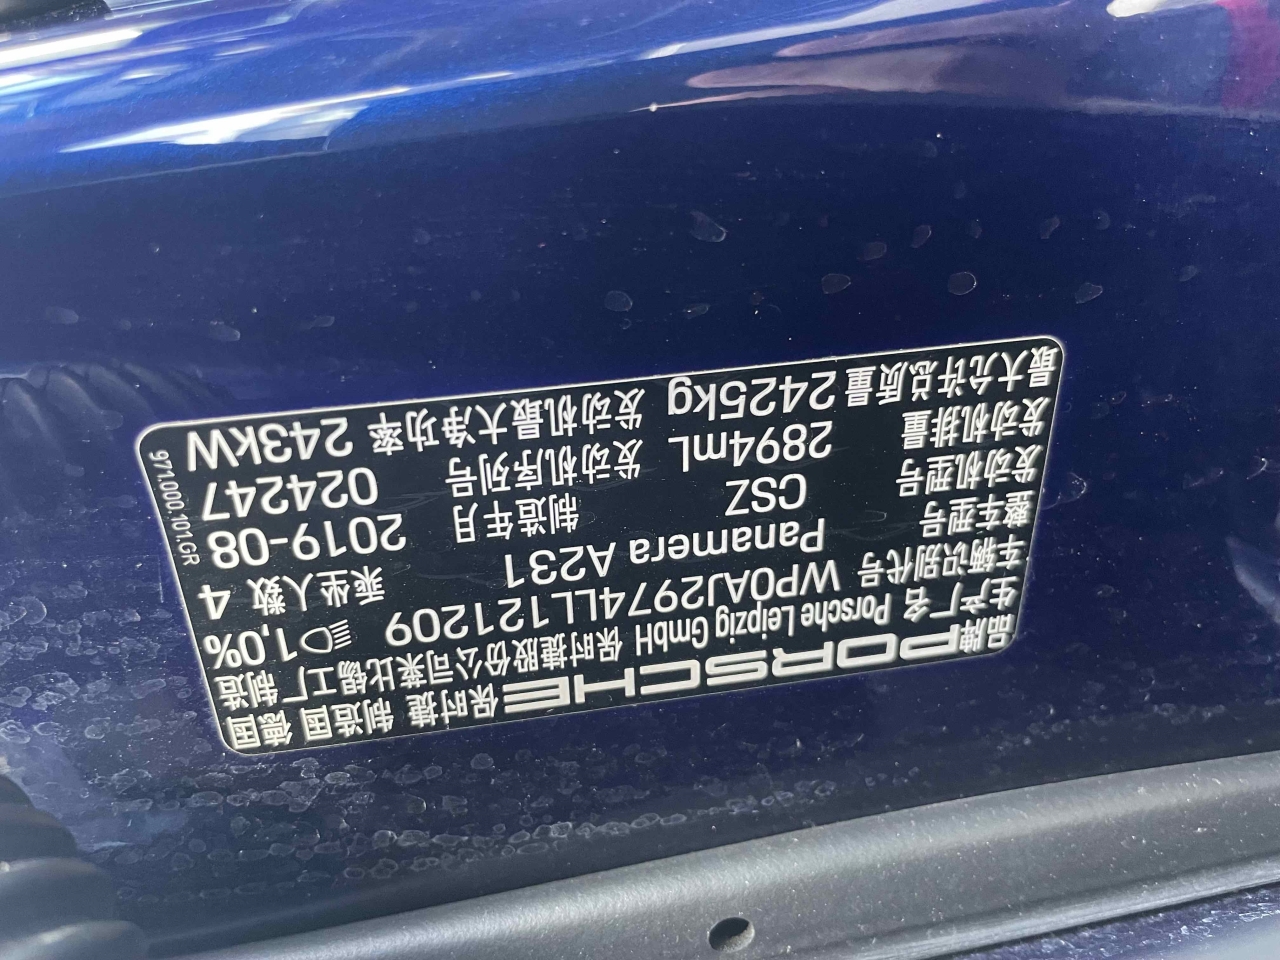 品牌 PORSCHE 保时捷 制造国 德国
生产厂名 Porsche Leipzig GmbH 保时捷股份公司莱比锡工厂制造
车辆识别代号 WP0AJ2974LL121209 1,0%
整车型号 Panamera A231 乘坐人数 4
发动机型号 CSZ 制造年月 2019-08
发动机排量 2894mL 发动机序列号 024247
最大允许总质量 2425kg 发动机最大净功率 243kW
971.000.101.GR